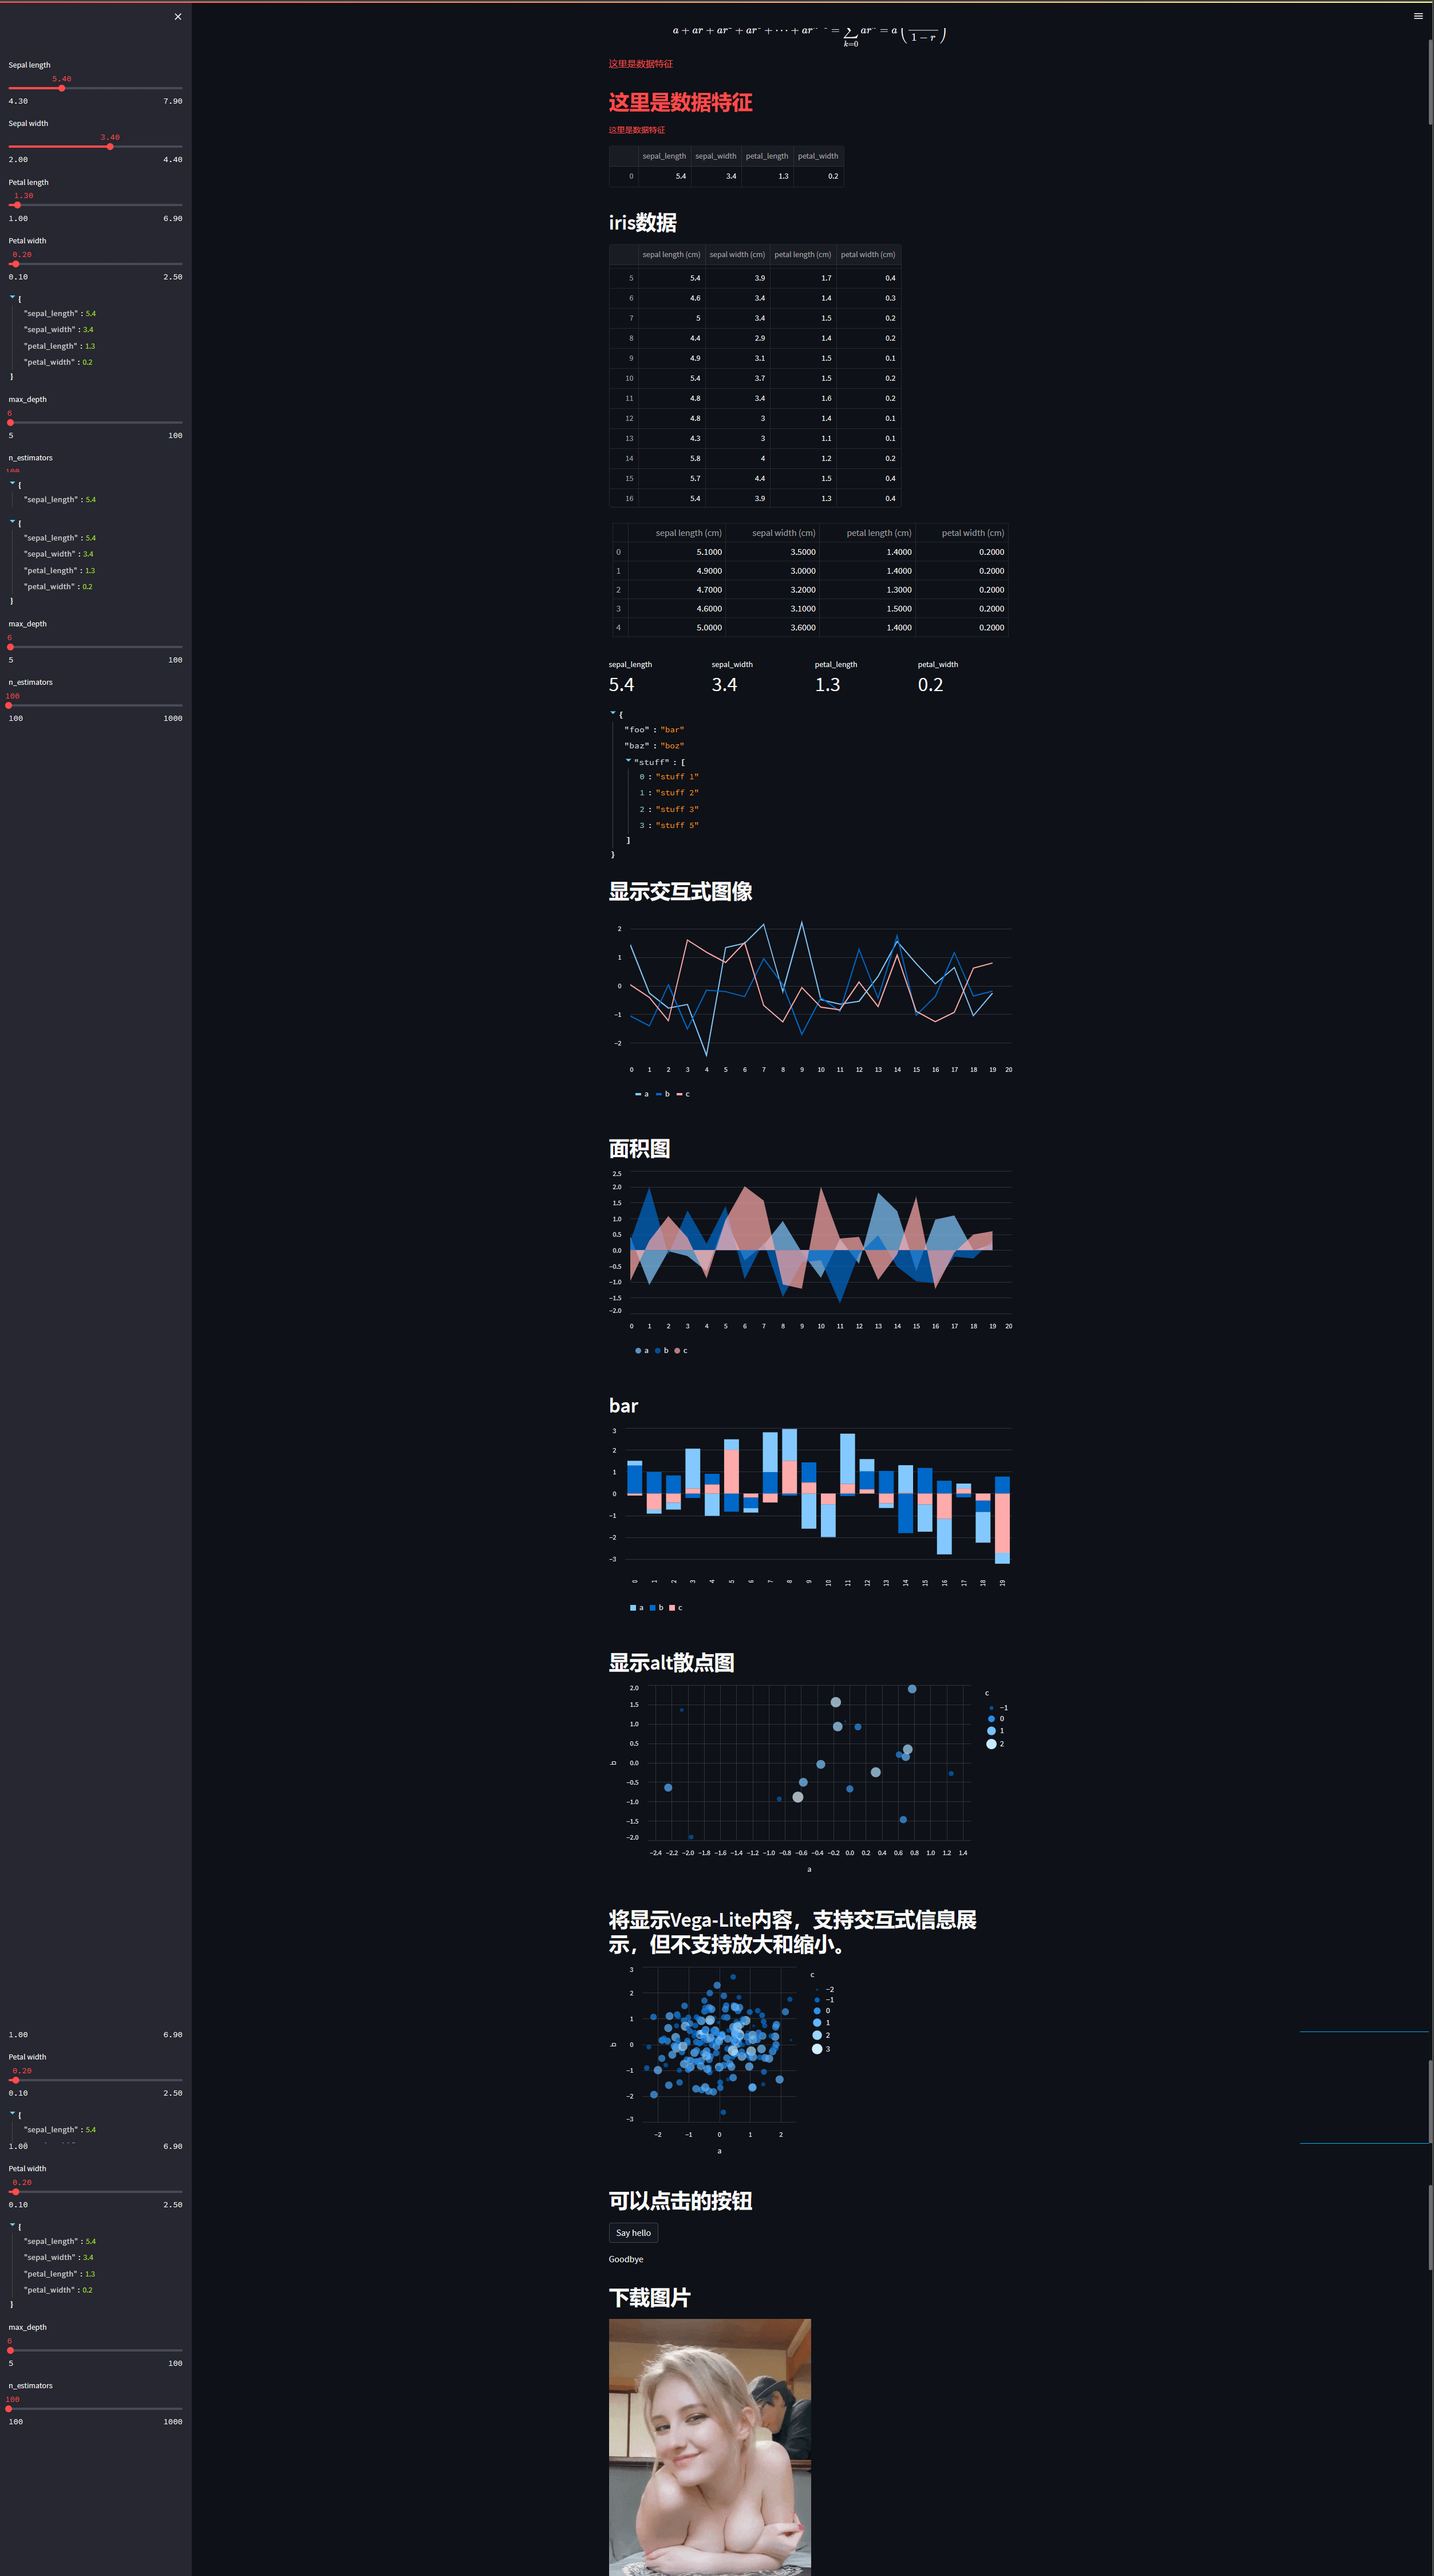 Sepal length
5.40
4.30 7.90
Sepal width
3.40
2.00 4.40
Petal length
1.30
1.00 6.90
Petal width
0.20
0.10 2.50
{
"sepal_length" : 5.4
"sepal_width" : 3.4
"petal_length" : 1.3
"petal_width" : 0.2
}
max_depth
6
5 100
n_estimators
{
"sepal_length" : 5.4
{
"sepal_length" : 5.4
"sepal_width" : 3.4
"petal_length" : 1.3
"petal_width" : 0.2
}
max_depth
6
5 100
n_estimators
100
100 1000
1.00 6.90
Petal width
0.20
0.10 2.50
{
"sepal_length" : 5.4
1.00 6.90
Petal width
0.20
0.10 2.50
{
"sepal_length" : 5.4
"sepal_width" : 3.4
"petal_length" : 1.3
"petal_width" : 0.2
}
max_depth
6
5 100
n_estimators
100
100 1000
这里是数据特征
这里是数据特征
这里是数据特征
sepal_length sepal_width petal_length petal_width
0 5.4 3.4 1.3 0.2
iris数据
sepal length (cm) sepal width (cm) petal length (cm) petal width (cm)
5 5.4 3.9 1.7 0.4
6 4.6 3.4 1.4 0.3
7 5 3.4 1.5 0.2
8 4.4 2.9 1.4 0.2
9 4.9 3.1 1.5 0.1
10 5.4 3.7 1.5 0.2
11 4.8 3.4 1.6 0.2
12 4.8 3 1.4 0.1
13 4.3 3 1.1 0.1
14 5.8 4 1.2 0.2
15 5.7 4.4 1.5 0.4
16 5.4 3.9 1.3 0.4
sepal length (cm) sepal width (cm) petal length (cm) petal width (cm)
0 5.1000 3.5000 1.4000 0.2000
1 4.9000 3.0000 1.4000 0.2000
2 4.7000 3.2000 1.3000 0.2000
3 4.6000 3.1000 1.5000 0.2000
4 5.0000 3.6000 1.4000 0.2000
sepal_length sepal_width petal_length petal_width
5.4 3.4 1.3 0.2
{
"foo" : "bar"
"baz" : "boz"
"stuff" : [
0 : "stuff 1"
1 : "stuff 2"
2 : "stuff 3"
3 : "stuff 5"
]
}
显示交互式图像
2
1
0
−1
−2
0 1 2 3 4 5 6 7 8 9 10 11 12 13 14 15 16 17 18 19 20
a b c
面积图
2.5
2.0
1.5
1.0
0.5
0.0
−0.5
−1.0
−1.5
−2.0
0 1 2 3 4 5 6 7 8 9 10 11 12 13 14 15 16 17 18 19 20
a b c
bar
3
2
1
0
−1
−2
−3
0 1 2 3 4 5 6 7 8 9 10 11 12 13 14 15 16 17 18 19
a b c
显示alt散点图
2.0
1.5
1.0
0.5
0.0
−0.5
−1.0
−1.5
−2.0
b
−2.4 −2.2 −2.0 −1.8 −1.6 −1.4 −1.2 −1.0 −0.8 −0.6 −0.4 −0.2 0.0 0.2 0.4 0.6 0.8 1.0 1.2 1.4
a
c
−1
0
1
2
将显示Vega-Lite内容，支持交互式信息展
示，但不支持放大和缩小。
3
2
1
0
−1
−2
−3
b
−2 −1 0 1 2
a
c
−2
−1
0
1
2
3
可以点击的按钮
Say hello
Goodbye
下载图片